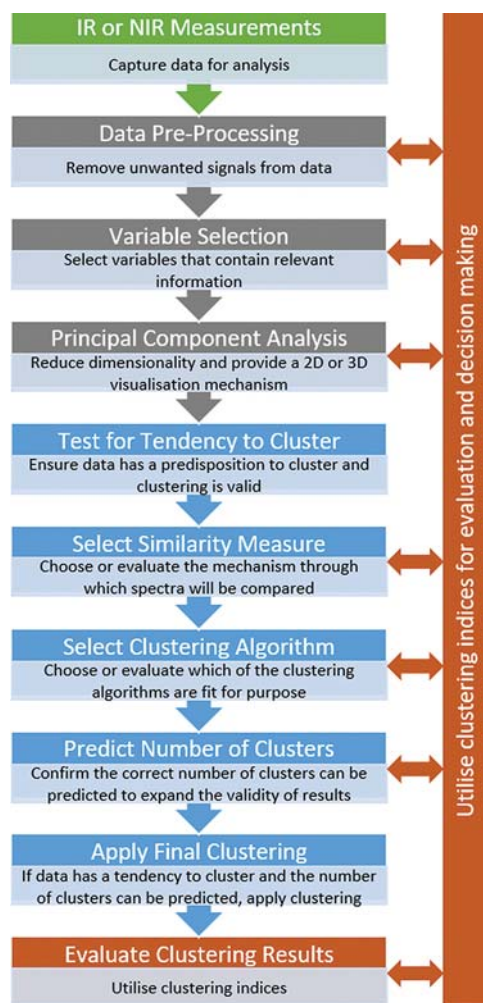 IR or NIR Measurements
Capture data for analysis
Data Pre-Processing
Remove unwanted signals from data
Variable Selection
Select variables that contain relevant
information
Principal Component Analysis
Reduce dimensionality and provide a 2D or 3D
visualisation mechanism
Test for Tendency to Cluster
Ensure data has a predisposition to cluster and
clustering is valid
Select Similarity Measure
Choose or evaluate the mechanism through
which spectra will be compared
Select Clustering Algorithm
Choose or evaluate which of the clustering
algorithms are fit for purpose
Predict Number of Clusters
Confirm the correct number of clusters can be
predicted to expand the validity of results
Apply Final Clustering
If data has a tendency to cluster and the number
of clusters can be predicted, apply clustering
Evaluate Clustering Results
Utilise clustering indices
Utilise clustering indices for evaluation and decision making